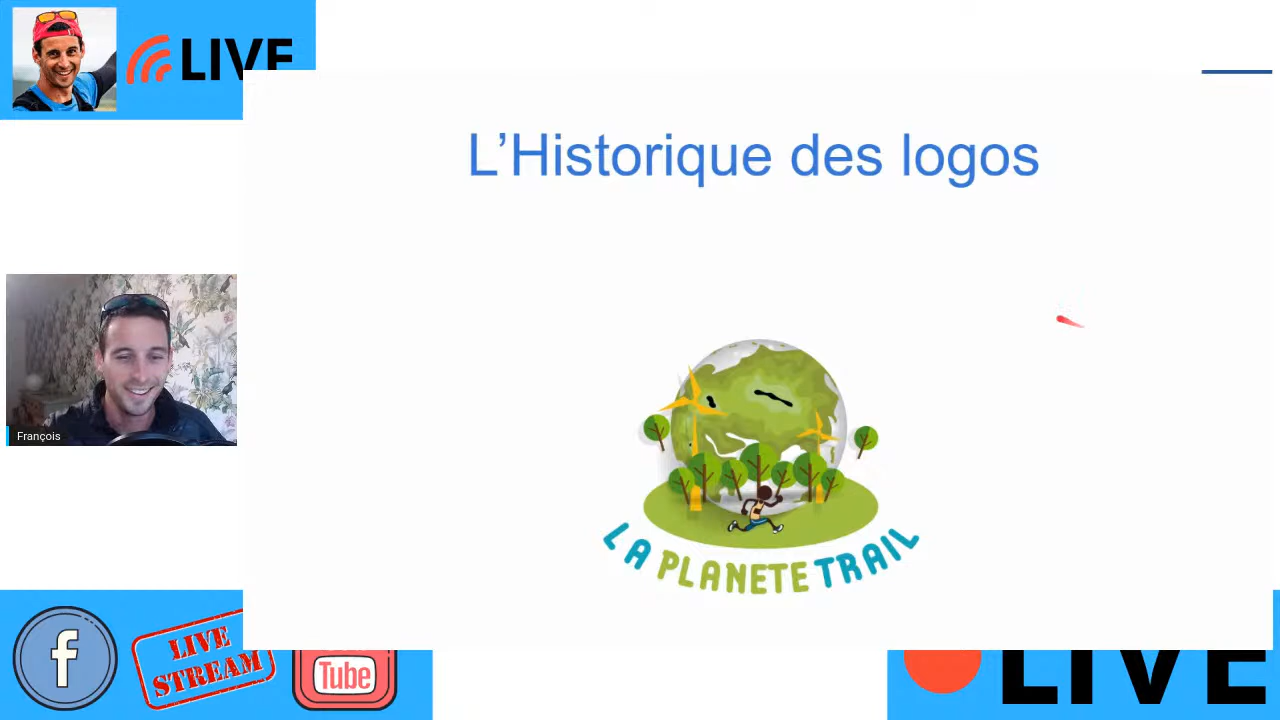 LIVE
L'Historique des logos
François
LA PLANETE TRAIL
LIVE
STREAM
Tube
LIVE